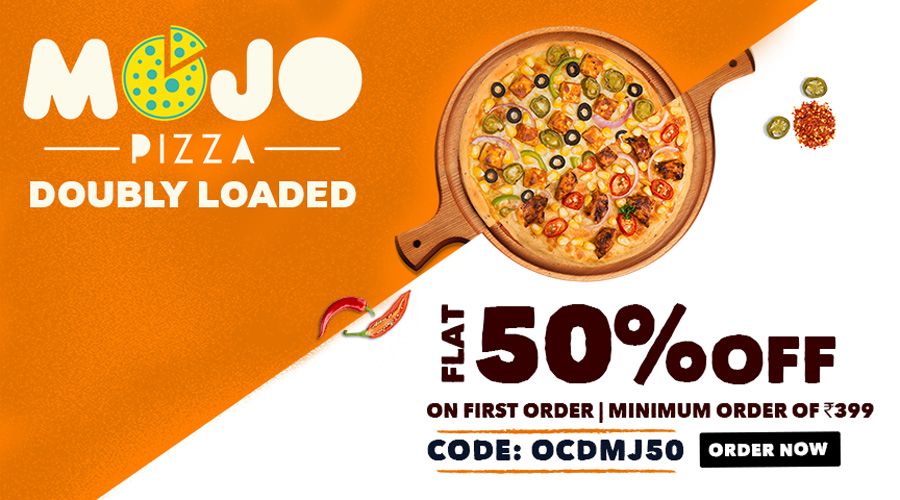 MOJO
PIZZA
DOUBLY LOADED
FLAT 50% OFF
ON FIRST ORDER | MINIMUM ORDER OF ₹399
CODE: OCDMJ50
ORDER NOW